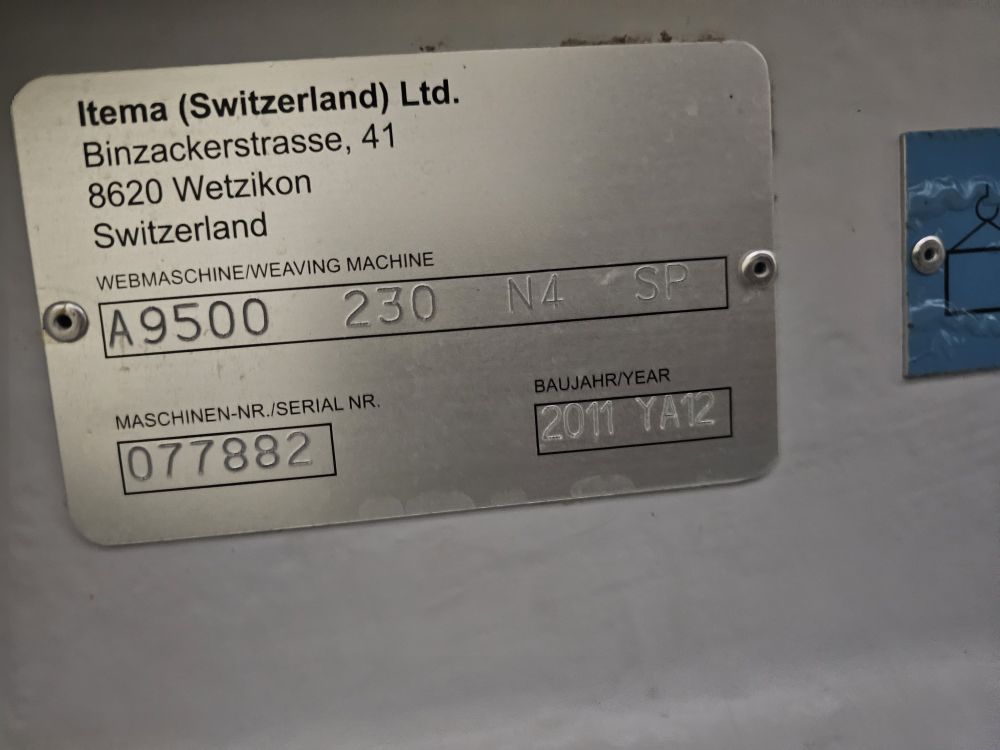 Itema (Switzerland) Ltd.
Binzackerstrasse, 41
8620 Wetzikon
Switzerland
WEBMASCHINE/WEAVING MACHINE
A9500 230 N4 SP
MASCHINEN-NR./SERIAL NR.
077882
BAUJAHR/YEAR
2011 YA12